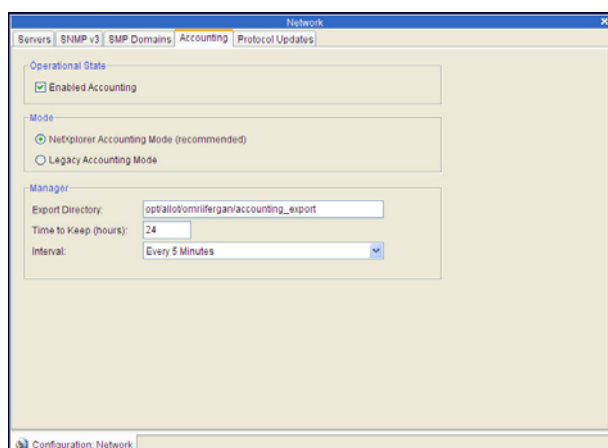 Network
Servers SNMP v3 SMP Domains Accounting Protocol Updates
Operational State
Enabled Accounting
Mode
NetXplorer Accounting Mode (recommended)
Legacy Accounting Mode
Manager
Export Directory: opt/allot/omrilfergan/accounting_export
Time to Keep (hours): 24
Interval: Every 5 Minutes
Configuration: Network